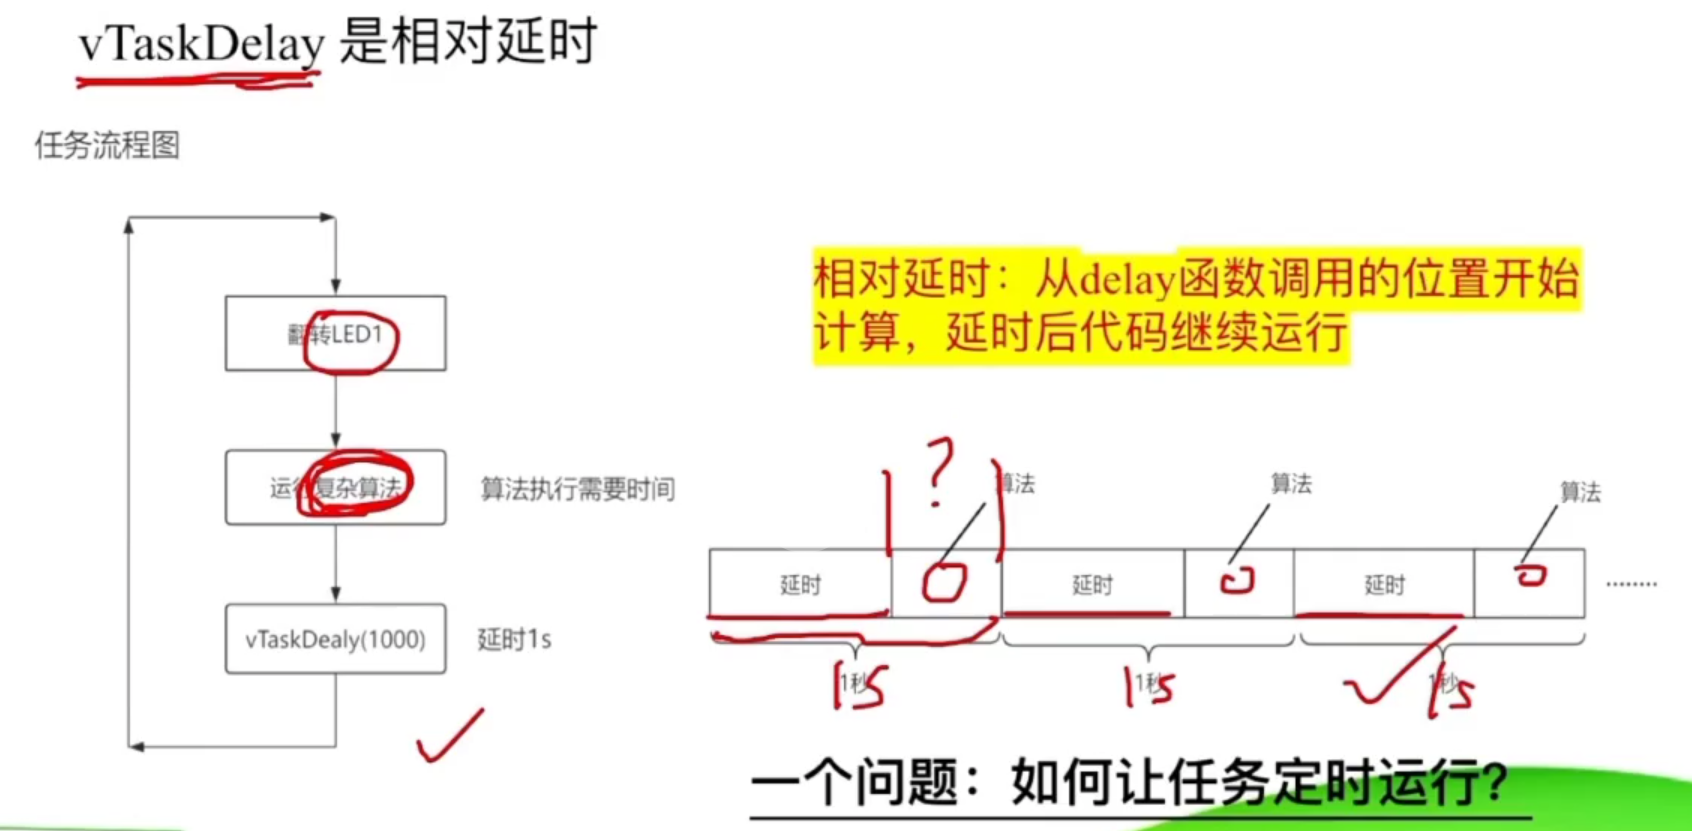 vTaskDelay 是相对延时
任务流程图
翻转LED1
运行复杂算法
算法执行需要时间
vTaskDealy(1000)
延时1s
相对延时：从delay函数调用的位置开始
计算，延时后代码继续运行
?
算法
算法
算法
延时
延时
延时
........
1秒
1s
1秒
1s
1秒
1s
一个问题：如何让任务定时运行?